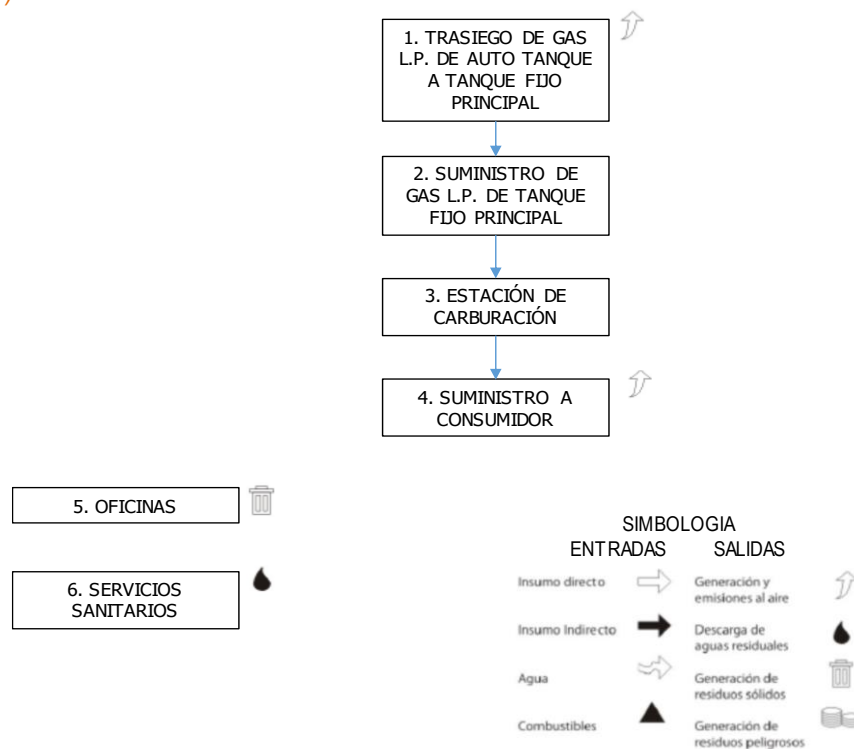 1. TRASIEGO DE GAS
L.P. DE AUTO TANQUE
A TANQUE FIJO
PRINCIPAL
2. SUMINISTRO DE
GAS L.P. DE TANQUE
FIJO PRINCIPAL
3. ESTACIÓN DE
CARBURACIÓN
4. SUMINISTRO A
CONSUMIDOR
5. OFICINAS
6. SERVICIOS
SANITARIOS
SIMBOLOGIA
ENTRADAS SALIDAS
Insumo directo
Generación y
emisiones al aire
Insumo Indirecto
Descarga de
aguas residuales
Agua
Generación de
residuos sólidos
Combustibles
Generación de
residuos peligrosos